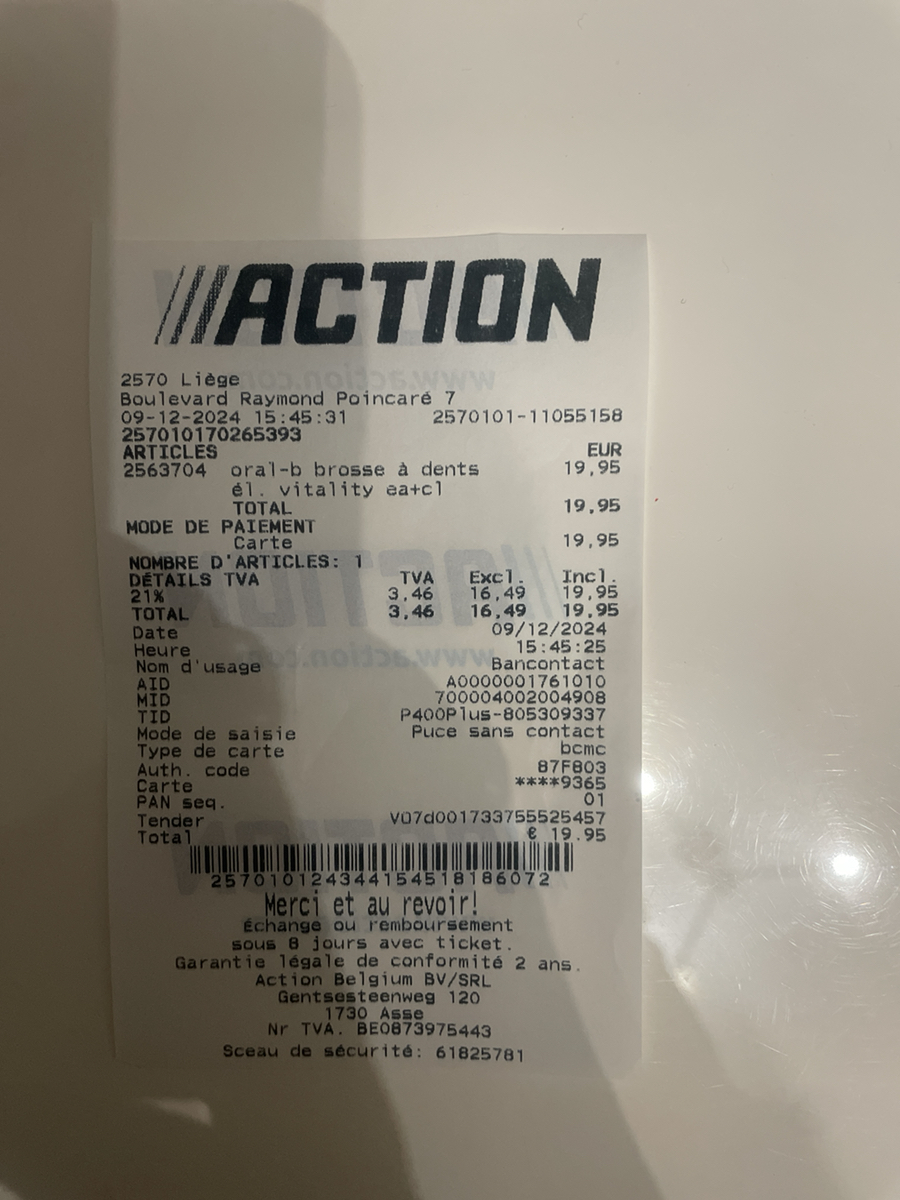 ACTION
2570 Liège
Boulevard Raymond Poincaré 7
09-12-2024 15:45:31 2570101-11055158
257010170265393
ARTICLES EUR
2563704 oral-b brosse à dents 19,95
él. vitality ea+cl
TOTAL 19,95
MODE DE PAIEMENT
Carte 19,95
NOMBRE D'ARTICLES: 1
DÉTAILS TVA TVA Excl. Incl.
21% 3,46 16,49 19,95
TOTAL 3,46 16,49 19,95
Date 09/12/2024
Heure 15:45:25
Nom d'usage Bancontact
AID A0000001761010
MID 700004002004908
TID P400Plus-805309337
Mode de saisie Puce sans contact
Type de carte bcmc
Auth. code 87F803
Carte ****9365
PAN seq. 01
Tender V07d001733755525457
Total € 19.95
257010124344154518186072
Merci et au revoir!
Échange ou remboursement
sous 8 jours avec ticket.
Garantie légale de conformité 2 ans.
Action Belgium BV/SRL
Gentsesteenweg 120
1730 Asse
Nr TVA. BE0873975443
Sceau de sécurité: 61825781